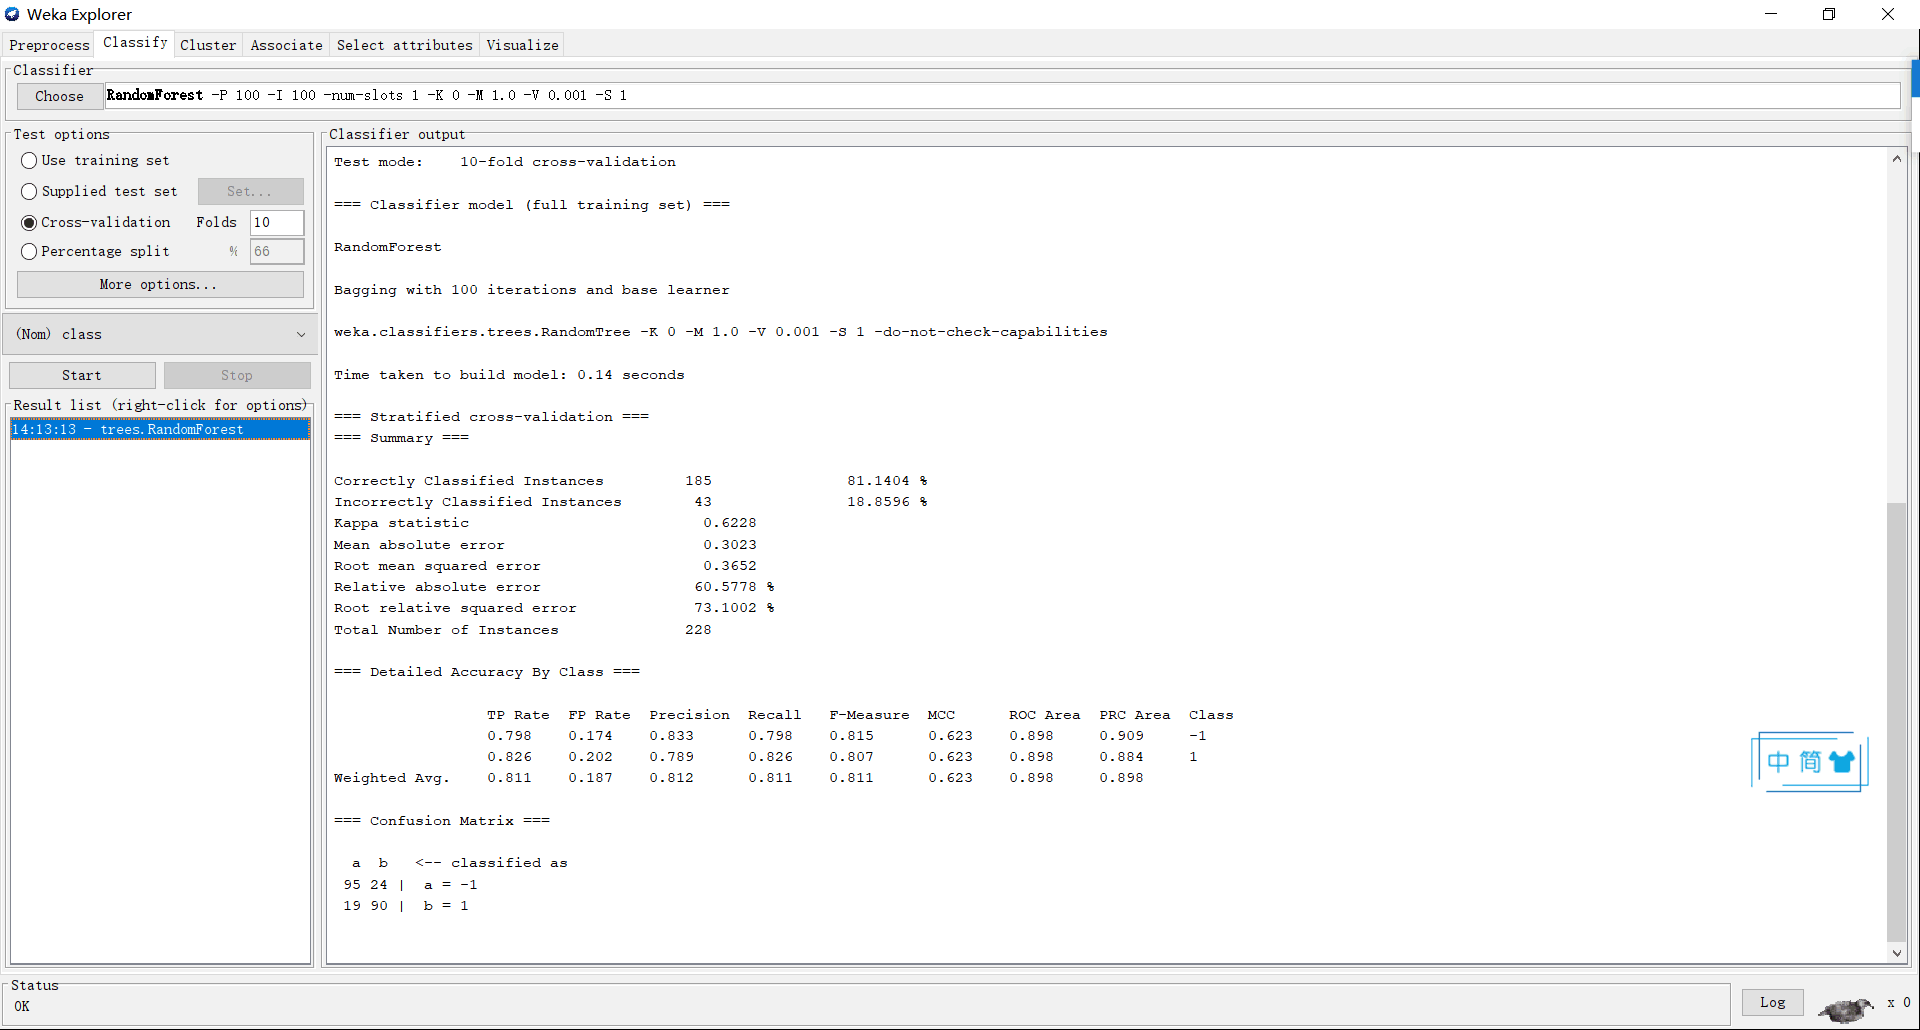 Weka Explorer
Preprocess Classify Cluster Associate Select attributes Visualize
Classifier
Choose RandomForest -P 100 -I 100 -num-slots 1 -K 0 -M 1.0 -V 0.001 -S 1
Test options
Use training set
Supplied test set Set...
Cross-validation Folds 10
Percentage split % 66
More options...
(Nom) class
Start Stop
Result list (right-click for options)
14:13:13 - trees.RandomForest
Classifier output
Test mode: 10-fold cross-validation
=== Classifier model (full training set) ===
RandomForest
Bagging with 100 iterations and base learner
weka.classifiers.trees.RandomTree -K 0 -M 1.0 -V 0.001 -S 1 -do-not-check-capabilities
Time taken to build model: 0.14 seconds
=== Stratified cross-validation ===
=== Summary ===
Correctly Classified Instances 185 81.1404 %
Incorrectly Classified Instances 43 18.8596 %
Kappa statistic 0.6228
Mean absolute error 0.3023
Root mean squared error 0.3652
Relative absolute error 60.5778 %
Root relative squared error 73.1002 %
Total Number of Instances 228
=== Detailed Accuracy By Class ===
TP Rate FP Rate Precision Recall F-Measure MCC ROC Area PRC Area Class
0.798 0.174 0.833 0.798 0.815 0.623 0.898 0.909 -1
0.826 0.202 0.789 0.826 0.807 0.623 0.898 0.884 1
Weighted Avg. 0.811 0.187 0.812 0.811 0.811 0.623 0.898 0.898
=== Confusion Matrix ===
a b <-- classified as
95 24 | a = -1
19 90 | b = 1
中 简
Status
OK
Log x 0